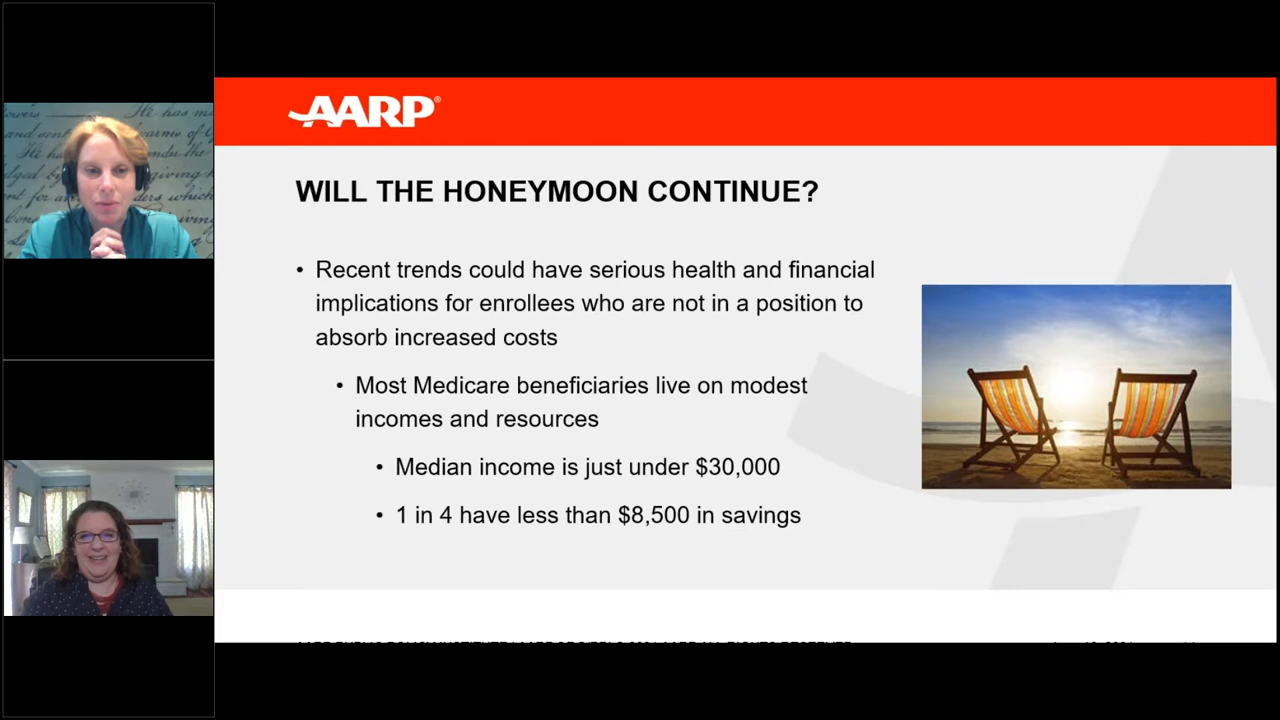 AARP®
WILL THE HONEYMOON CONTINUE?
• Recent trends could have serious health and financial
implications for enrollees who are not in a position to
absorb increased costs
• Most Medicare beneficiaries live on modest
incomes and resources
• Median income is just under $30,000
• 1 in 4 have less than $8,500 in savings